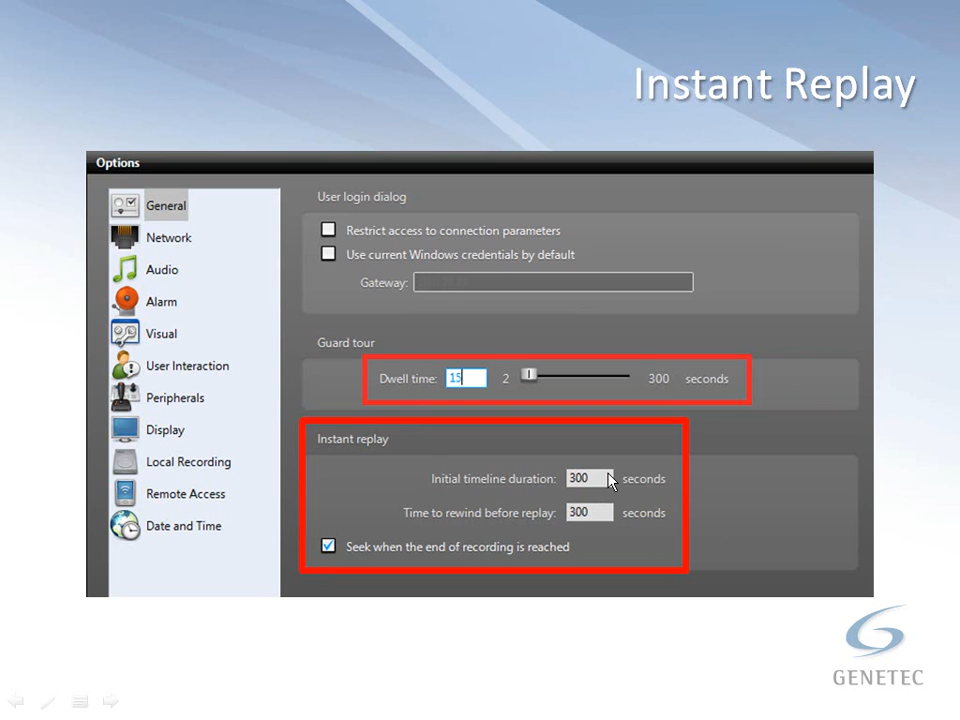 Instant Replay
Options
General
Network
Audio
Alarm
Visual
User Interaction
Peripherals
Display
Local Recording
Remote Access
Date and Time
User login dialog
Restrict access to connection parameters
Use current Windows credentials by default
Gateway:
Guard tour
Dwell time: 15 2 300 seconds
Instant replay
Initial timeline duration: 300 seconds
Time to rewind before replay: 300 seconds
Seek when the end of recording is reached
GENETEC